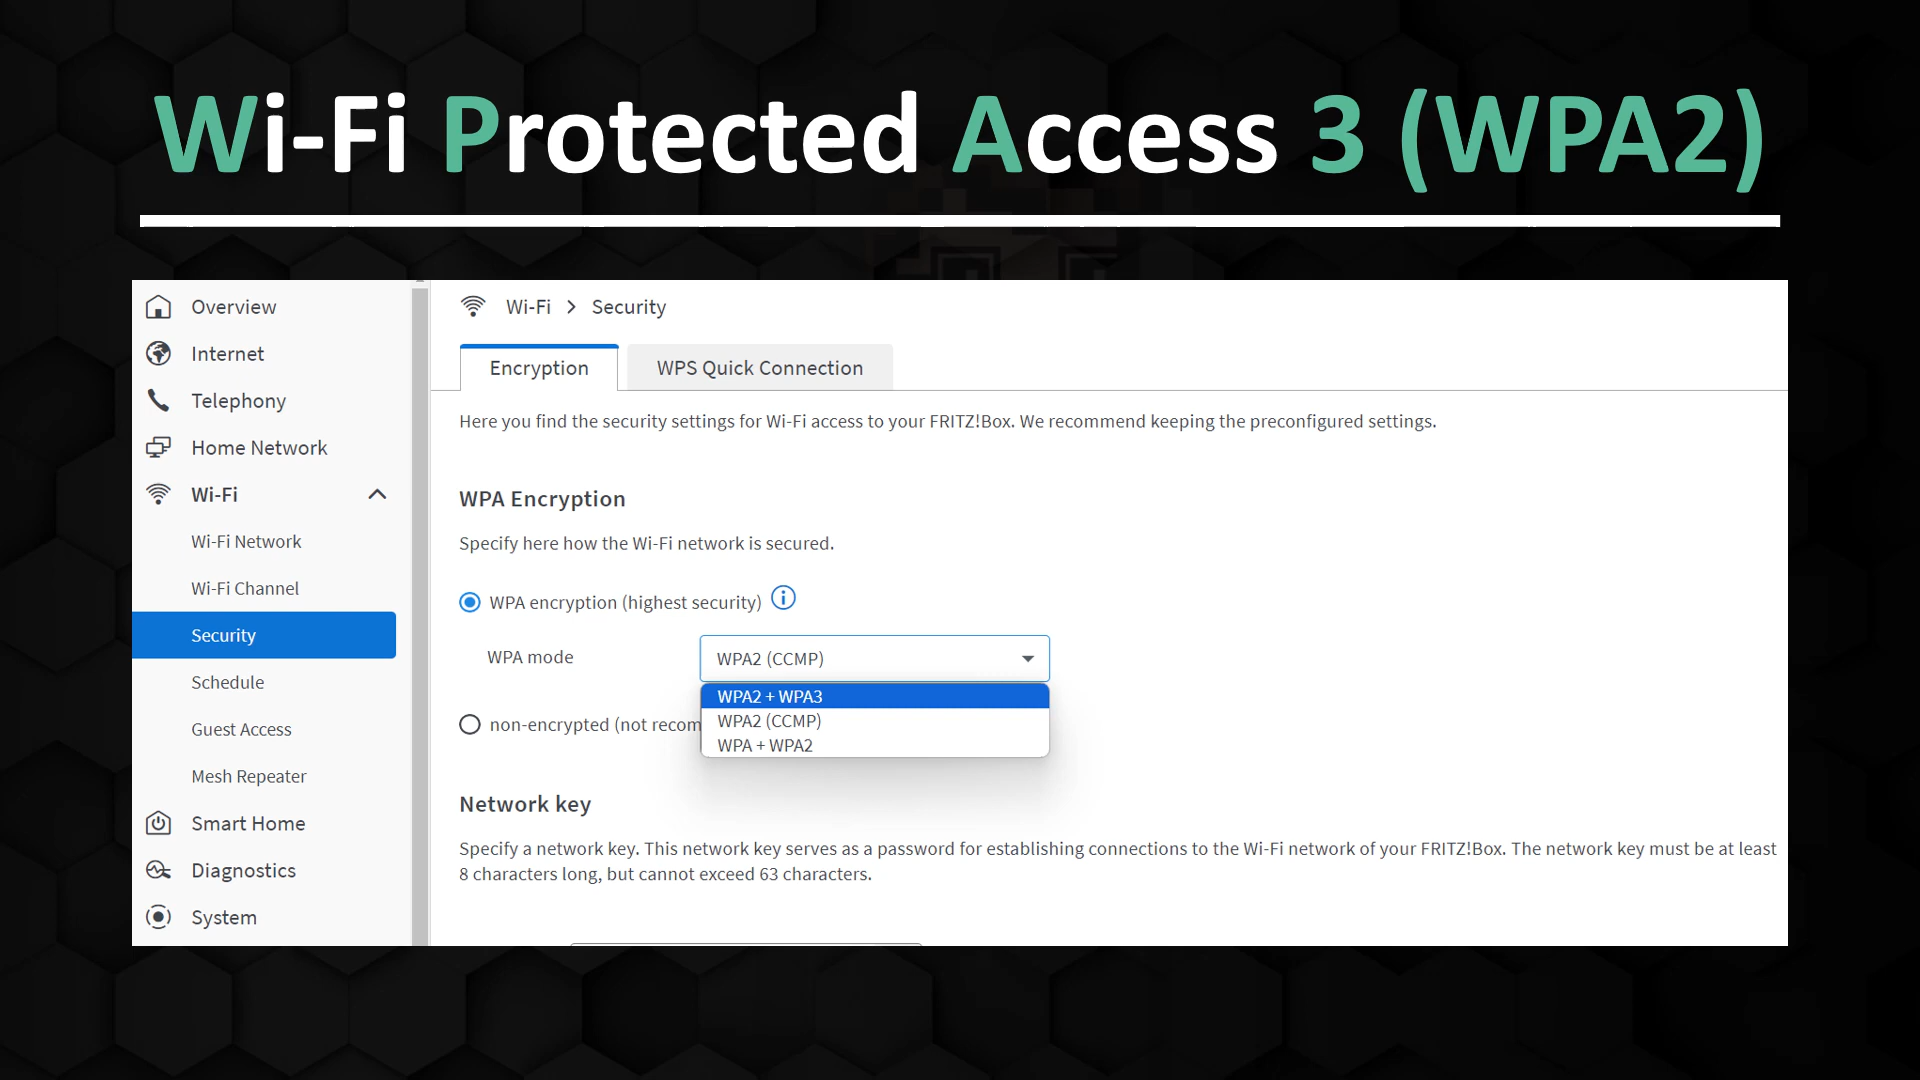 Wi-Fi Protected Access 3 (WPA2)
Overview
Internet
Telephony
Home Network
Wi-Fi
Wi-Fi Network
Wi-Fi Channel
Security
Schedule
Guest Access
Mesh Repeater
Smart Home
Diagnostics
System
Wi-Fi > Security
Encryption
WPS Quick Connection
Here you find the security settings for Wi-Fi access to your FRITZ!Box. We recommend keeping the preconfigured settings.
WPA Encryption
Specify here how the Wi-Fi network is secured.
WPA encryption (highest security)
WPA mode
WPA2 (CCMP)
WPA2 + WPA3
WPA2 (CCMP)
WPA + WPA2
non-encrypted (not recom
Network key
Specify a network key. This network key serves as a password for establishing connections to the Wi-Fi network of your FRITZ!Box. The network key must be at least
8 characters long, but cannot exceed 63 characters.